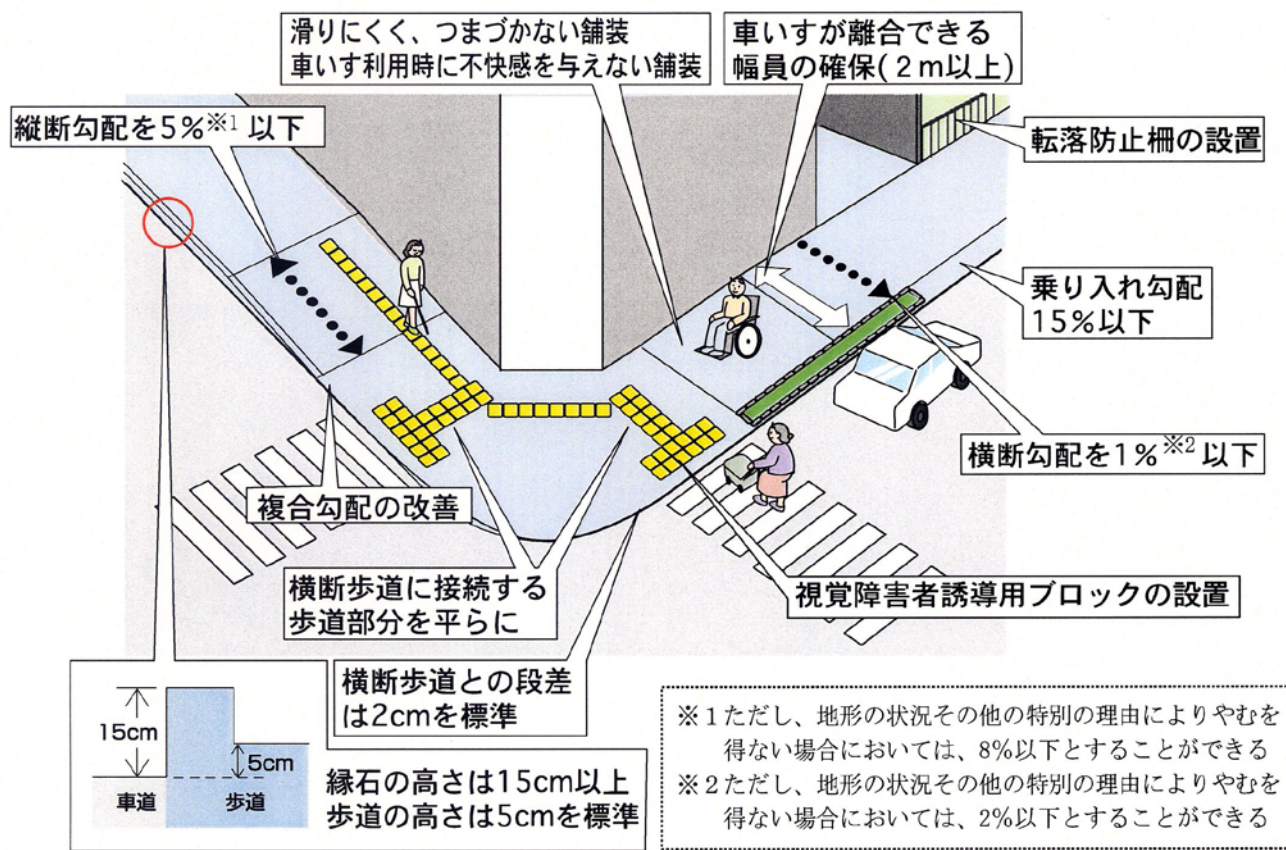 滑りにくく、つまづかない舗装
車いす利用時に不快感を与えない舗装
車いすが離合できる
幅員の確保(2m以上)
縦断勾配を5%※1以下
転落防止柵の設置
乗り入れ勾配
15%以下
横断勾配を1%※2以下
複合勾配の改善
横断歩道に接続する
歩道部分を平らに
視覚障害者誘導用ブロックの設置
横断歩道との段差
は2cmを標準
15cm
5cm
車道
歩道
縁石の高さは15cm以上
歩道の高さは5cmを標準
※1ただし、地形の状況その他の特別の理由によりやむを
得ない場合においては、8%以下とすることができる
※2ただし、地形の状況その他の特別の理由によりやむを
得ない場合においては、2%以下とすることができる